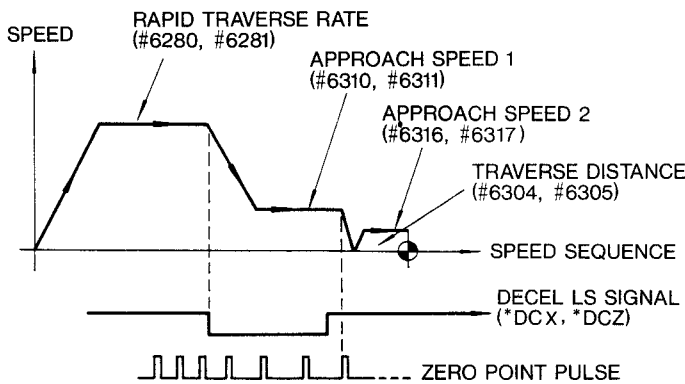 RAPID TRAVERSE RATE
(#6280, #6281)
SPEED
APPROACH SPEED 1
(#6310, #6311)
APPROACH SPEED 2
(#6316, #6317)
TRAVERSE DISTANCE
(#6304, #6305)
SPEED SEQUENCE
DECEL LS SIGNAL
(*DCX, *DCZ)
ZERO POINT PULSE